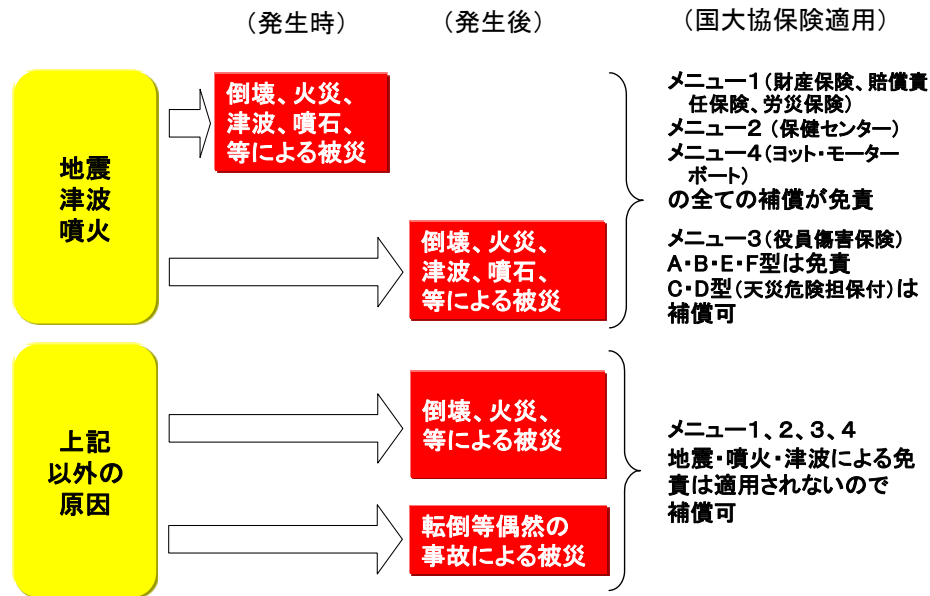 （発生時）
（発生後）
（国大協保険適用）
地震
津波
噴火
倒壊、火災、
津波、噴石、
等による被災
倒壊、火災、
津波、噴石、
等による被災
メニュー１（財産保険、賠償責
任保険、労災保険）
メニュー２（保健センター）
メニュー４（ヨット・モーター
ボート）
の全ての補償が免責
メニュー３（役員傷害保険）
A・B・E・F型は免責
C・D型（天災危険担保付）は
補償可
上記
以外の
原因
倒壊、火災、
等による被災
転倒等偶然の
事故による被災
メニュー１、２、３、４
地震・噴火・津波による免
責は適用されないので
補償可